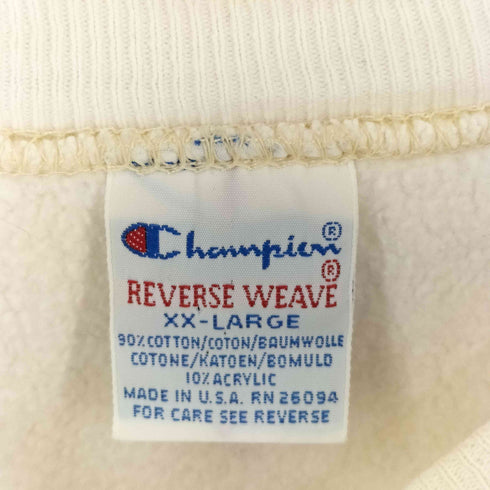 Champion®
REVERSE WEAVE®
XX-LARGE
90% COTTON/COTON/BAUMWOLLE
COTONE/KATOEN/BOMULD
10% ACRYLIC
MADE IN U.S.A. RN 26094
FOR CARE SEE REVERSE